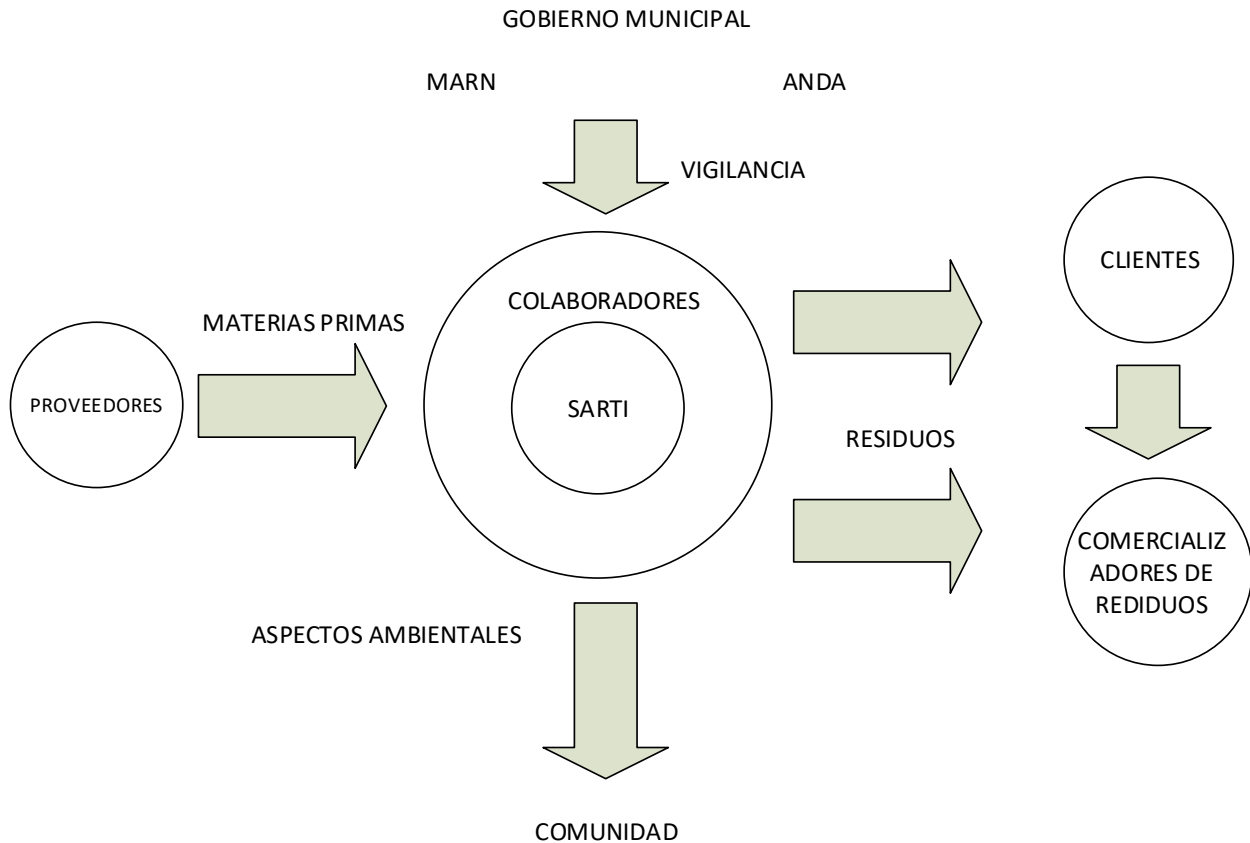 GOBIERNO MUNICIPAL
MARN
ANDA
VIGILANCIA
CLIENTES
COLABORADORES
MATERIAS PRIMAS
PROVEEDORES
SARTI
RESIDUOS
COMERCIALIZ
ADORES DE
REDIDUOS
ASPECTOS AMBIENTALES
COMUNIDAD